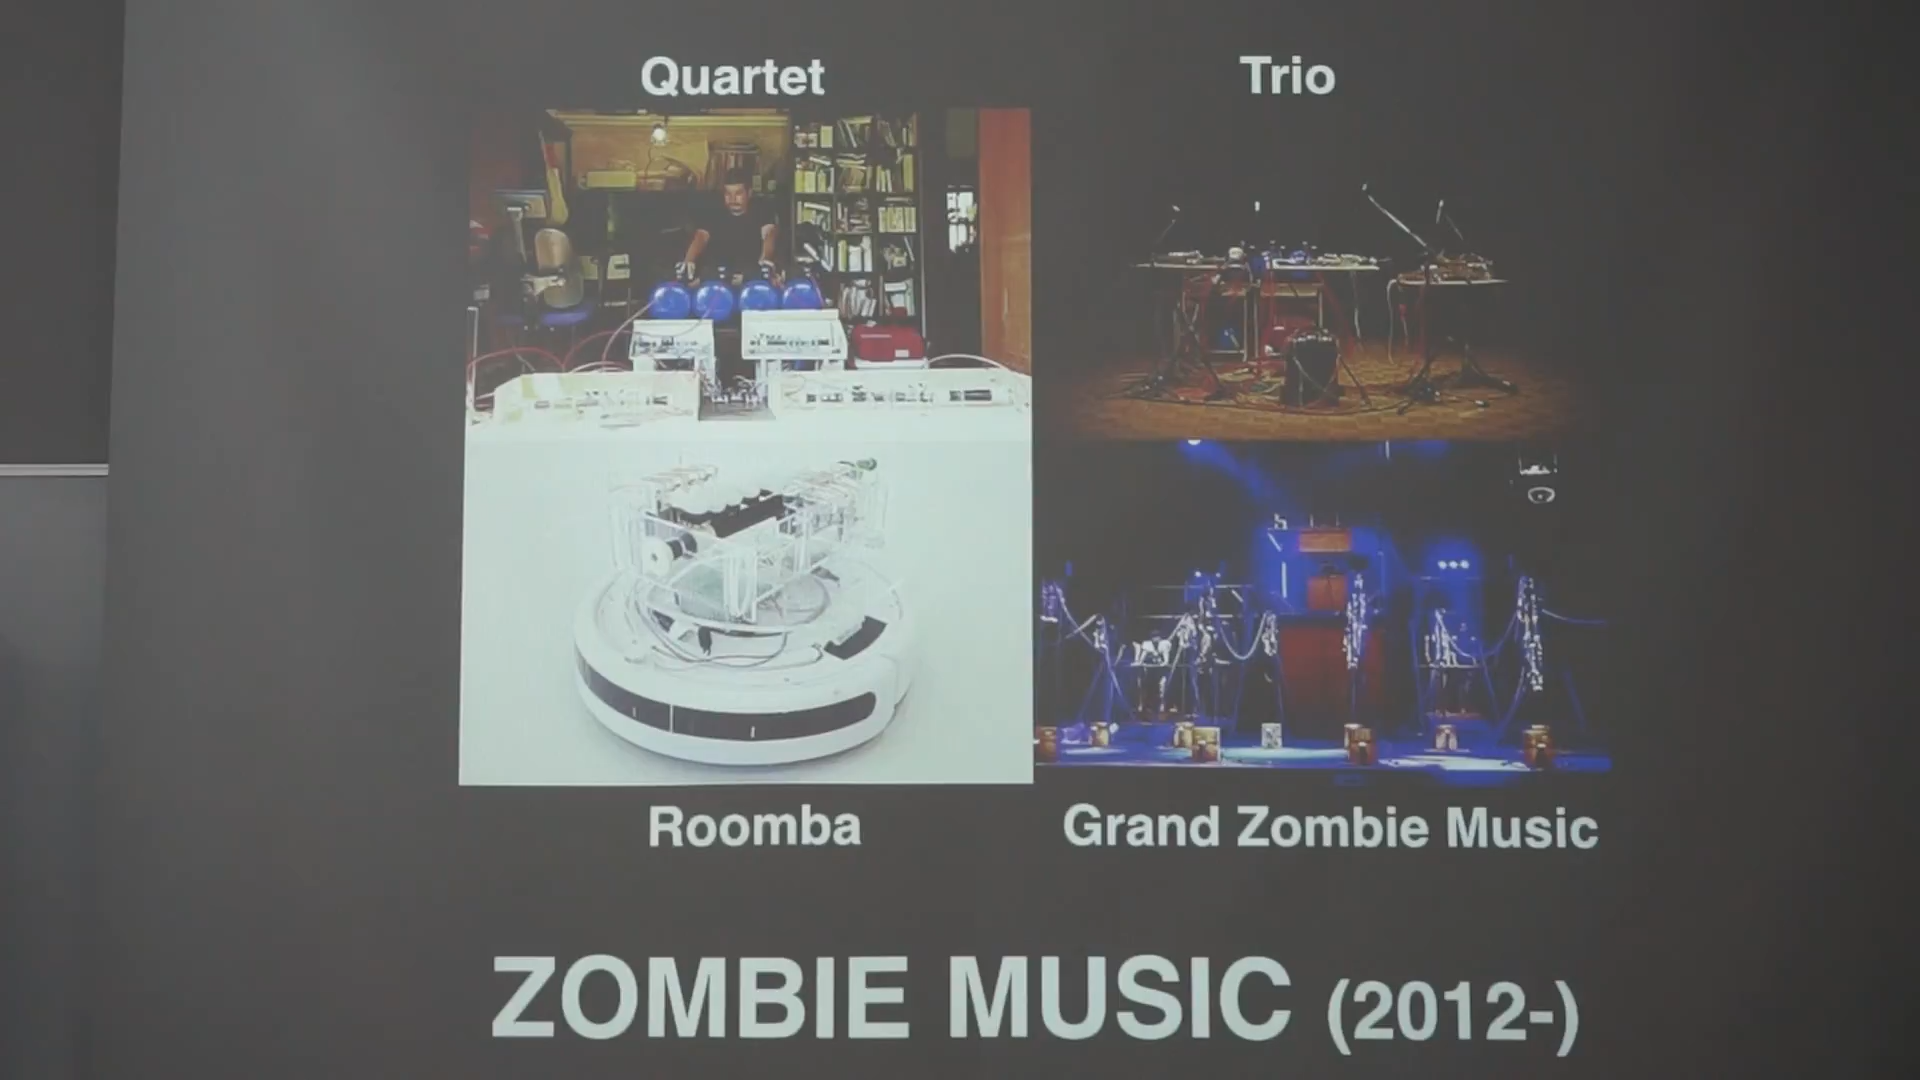 Quartet
Trio
Roomba
Grand Zombie Music
ZOMBIE MUSIC (2012-)